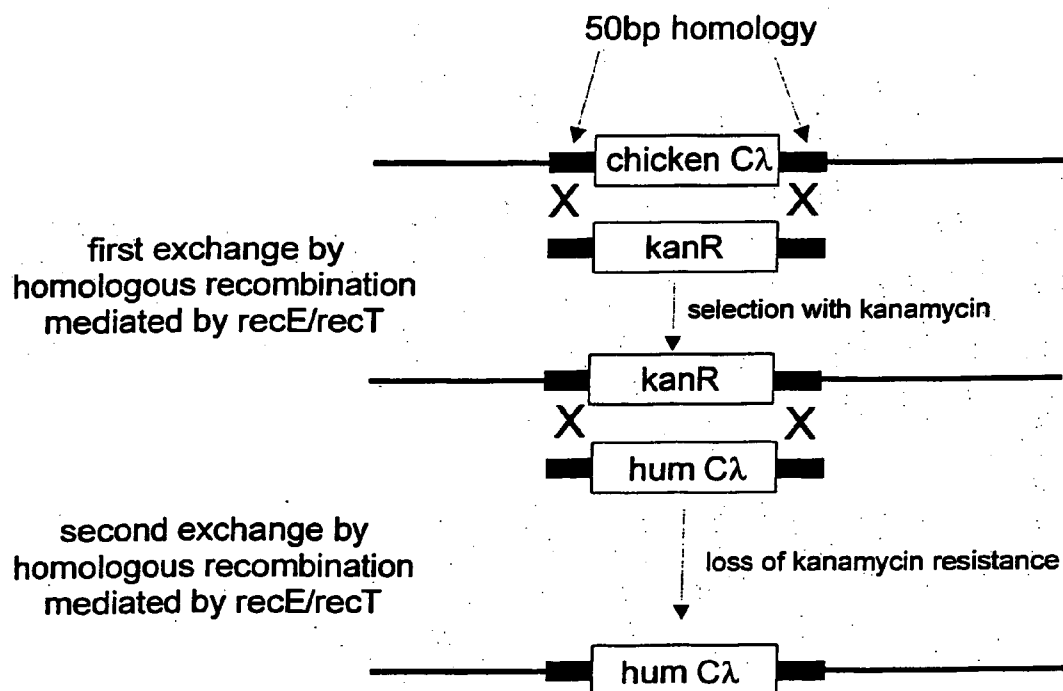 50bp homology
chicken Cλ
first exchange by
homologous recombination
mediated by recE/recT
X
X
kanR
selection with kanamycin
kanR
X
X
hum Cλ
second exchange by
homologous recombination
mediated by recE/recT
loss of kanamycin resistance
hum Cλ